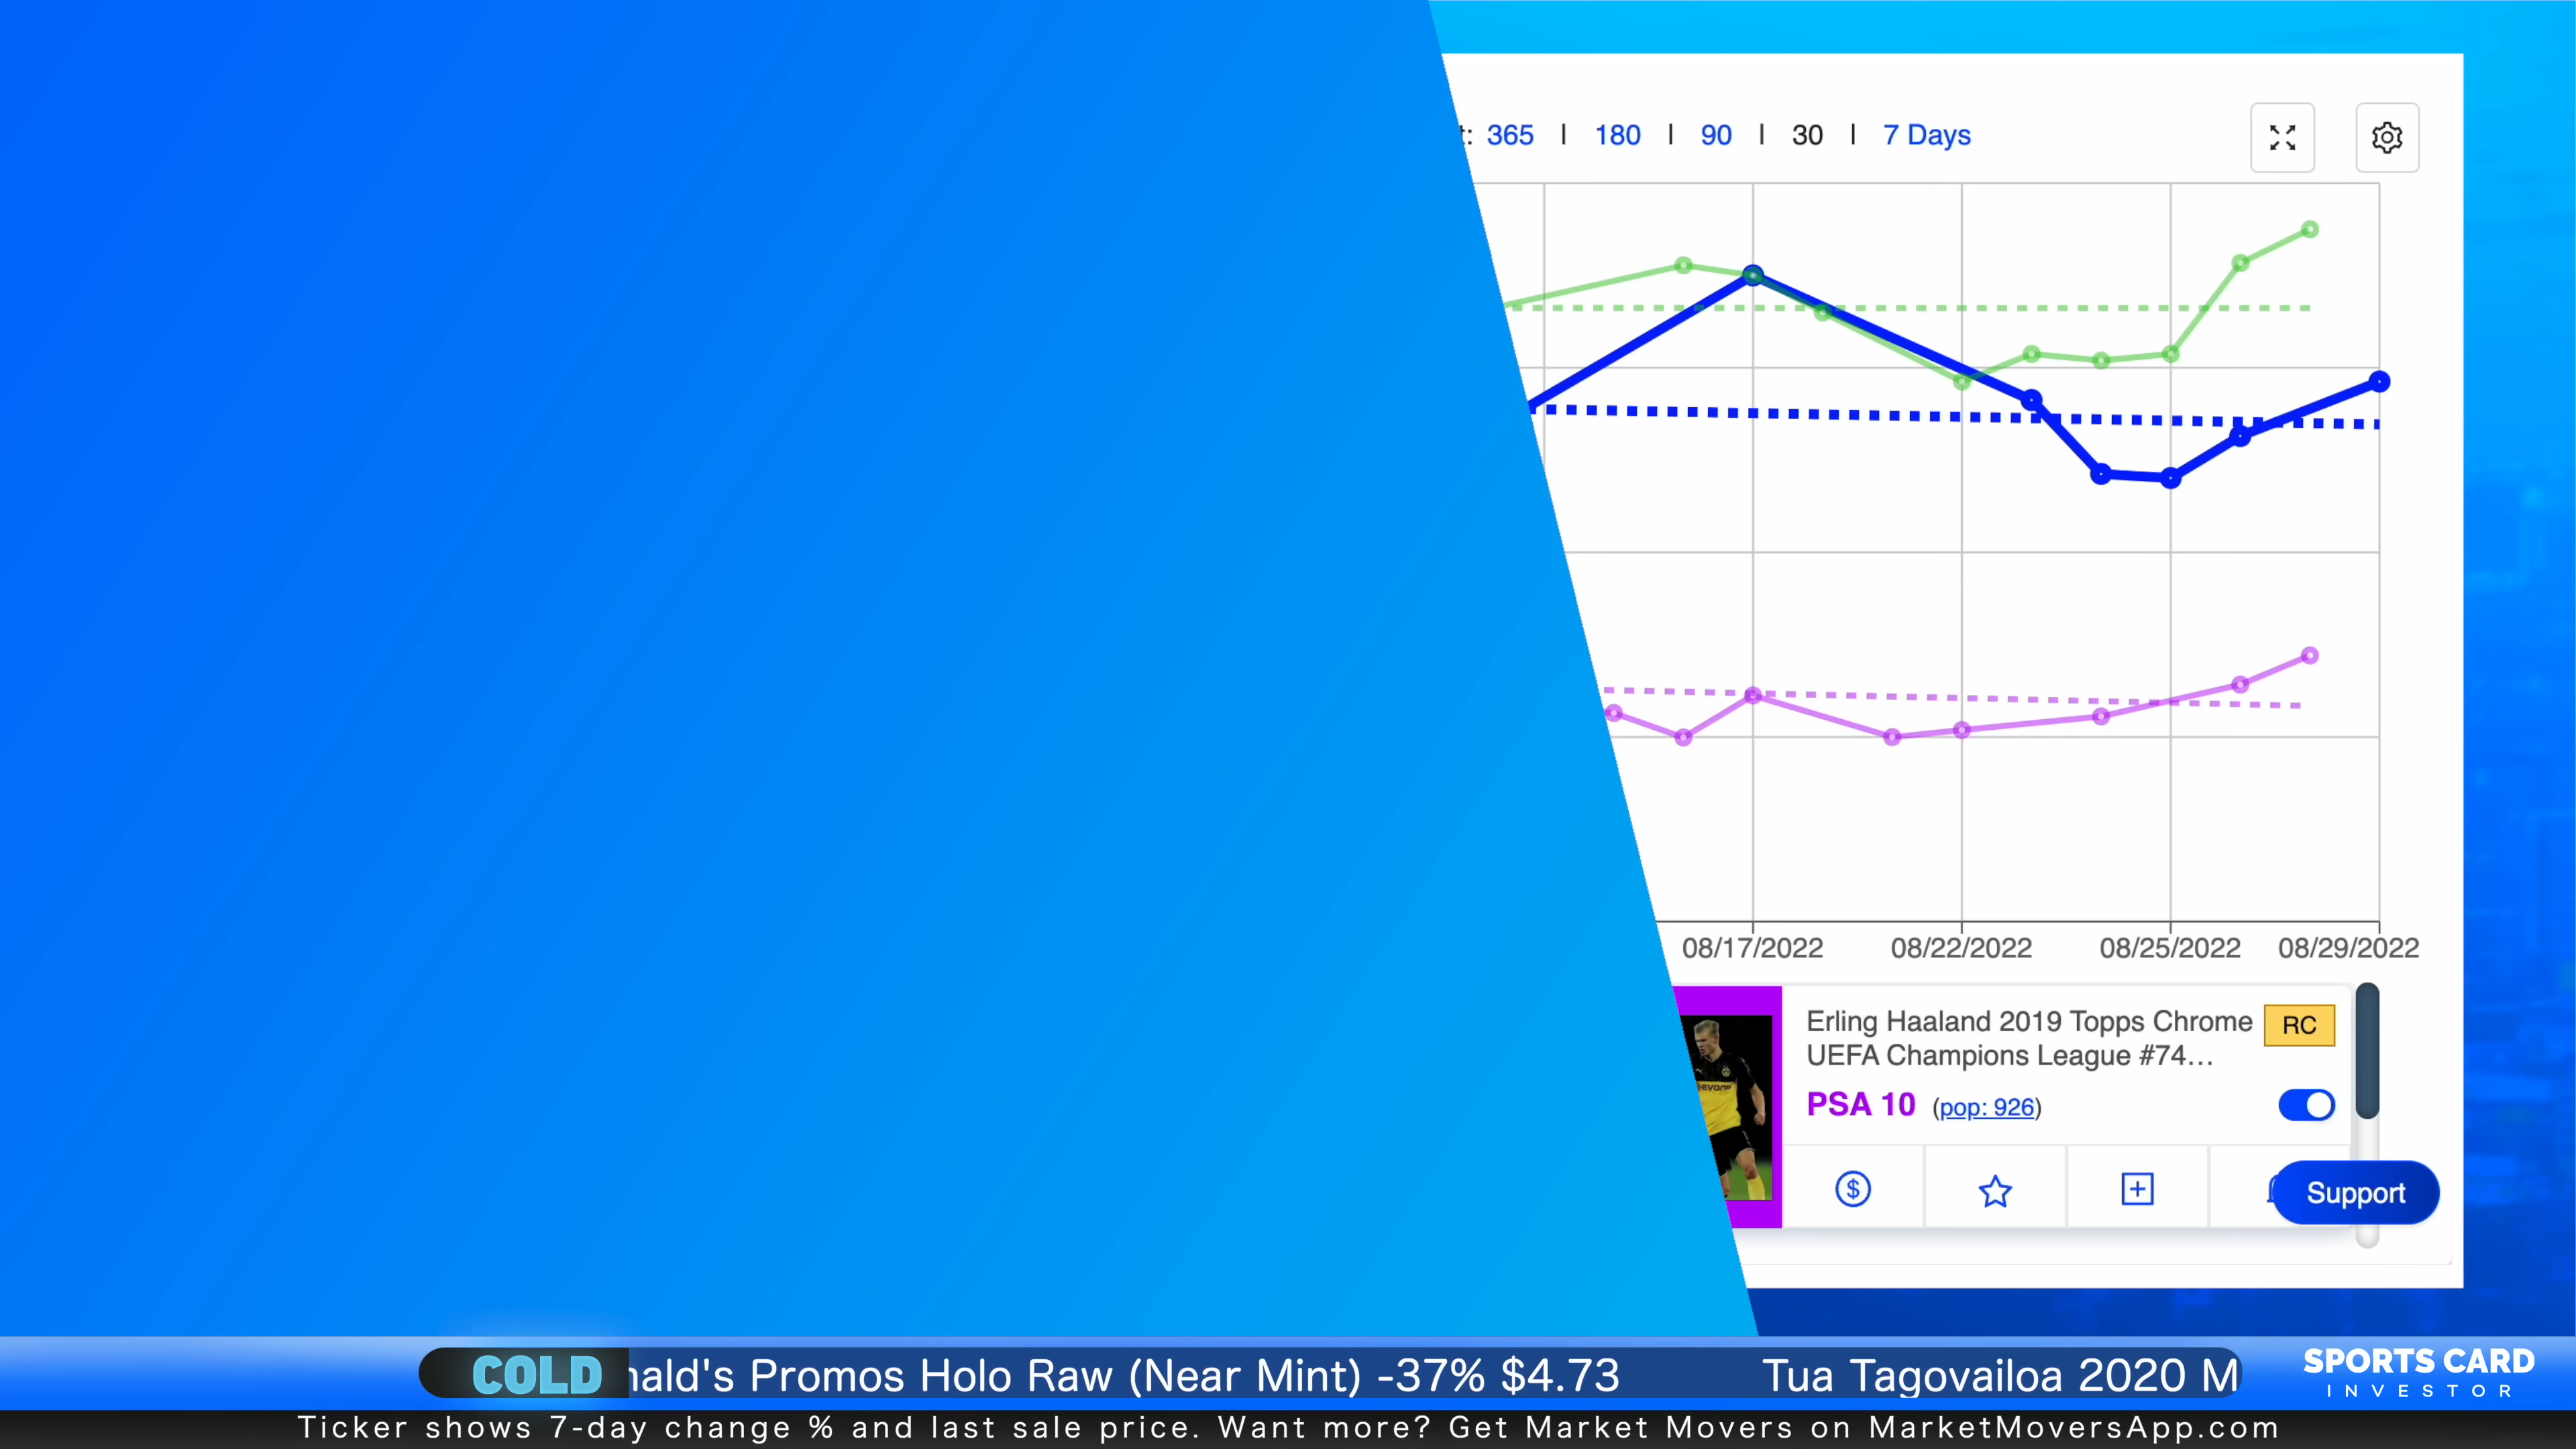 365 | 180 | 90 | 30 | 7 Days
08/17/2022 08/22/2022 08/25/2022 08/29/2022
Erling Haaland 2019 Topps Chrome RC
UEFA Champions League #74...
PSA 10 (pop: 926)
Support
COLD nald's Promos Holo Raw (Near Mint) -37% $4.73 Tua Tagovailoa 2020 M
SPORTS CARD
INVESTOR
Ticker shows 7-day change % and last sale price. Want more? Get Market Movers on MarketMoversApp.com